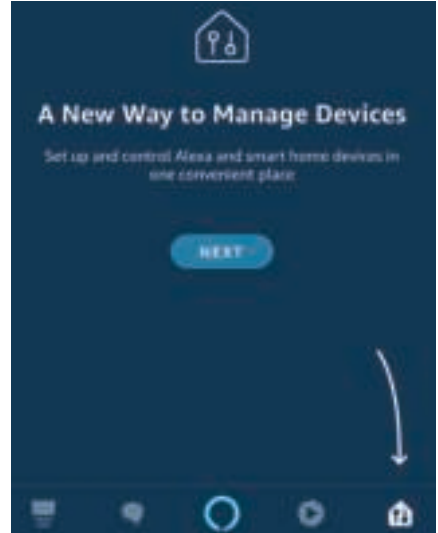 A New Way to Manage Devices
Set up and control Alexa and smart home devices in
one convenient place
NEXT